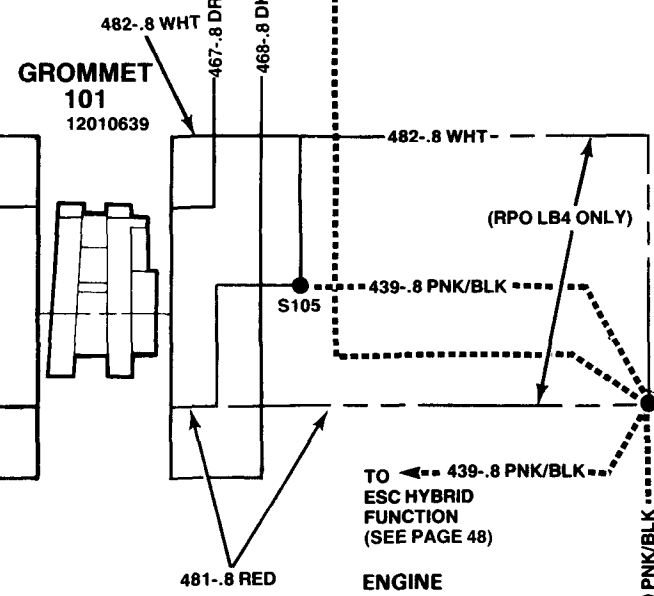 482-.8 WHT
467-.8
468-.8
GROMMET
101
12010639
482-.8 WHT
(RPO LB4 ONLY)
439-.8 PNK/BLK
S105
TO
439-.8 PNK/BLK
ESC HYBRID
FUNCTION
(SEE PAGE 48)
481-.8 RED
ENGINE
PNK/BLK